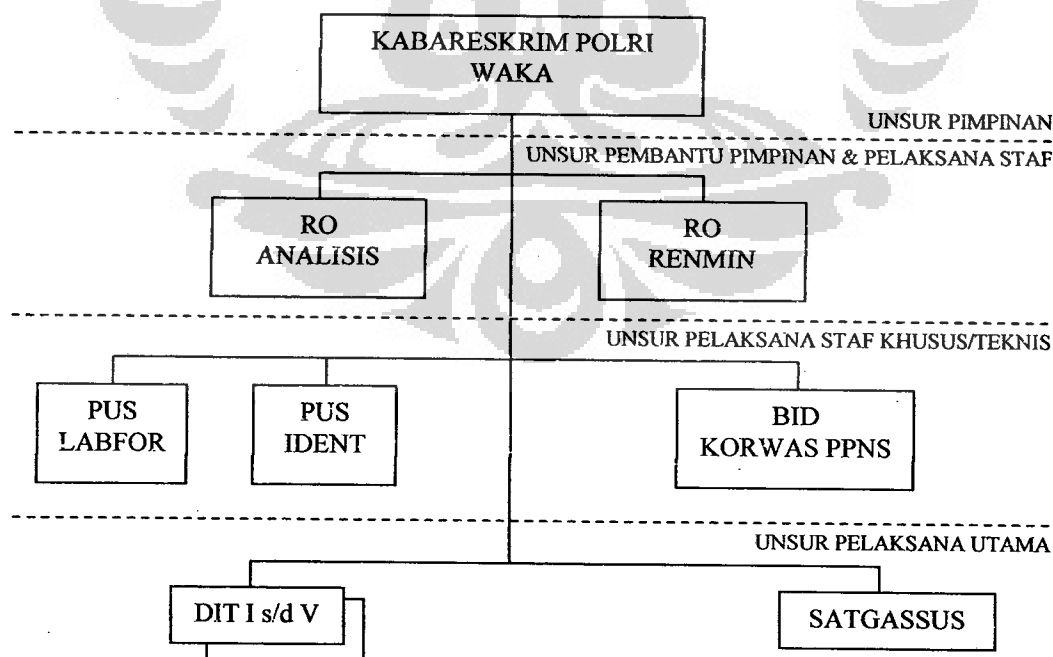 KABARESKRIM POLRI
WAKA
UNSUR PIMPINAN
UNSUR PEMBANTU PIMPINAN & PELAKSANA STAF
RO
ANALISIS
RO
RENMIN
UNSUR PELAKSANA STAF KHUSUS/TEKNIS
PUS
LABFOR
PUS
IDENT
BID
KORWAS PPNS
UNSUR PELAKSANA UTAMA
DIT I s/d V
SATGASSUS